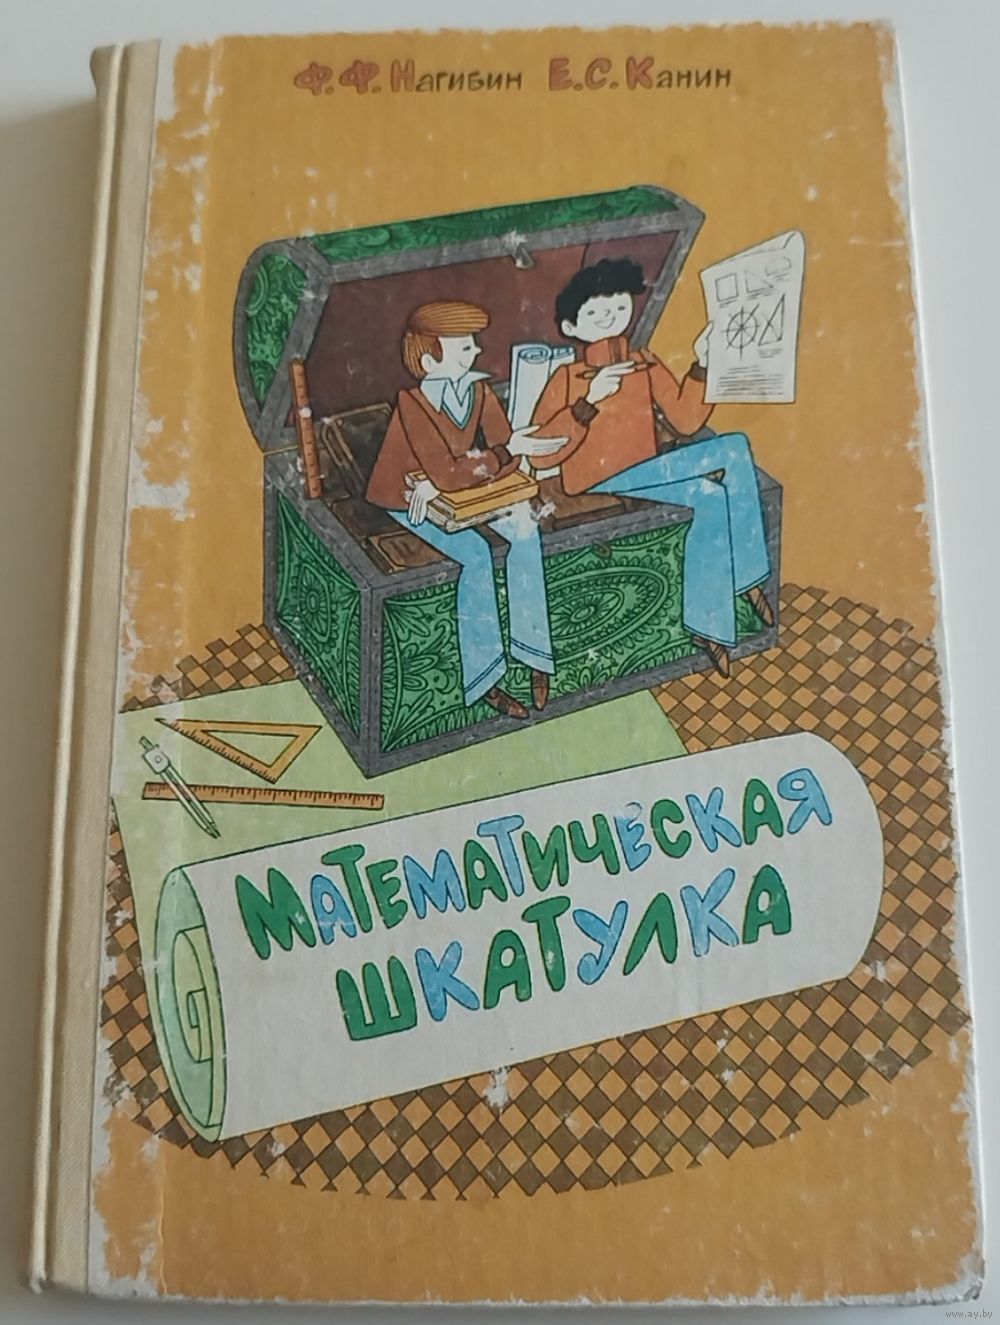 Ф.Ф. Нагибин Е.С. Канин
Математическая
шкатулка
www.ay.by